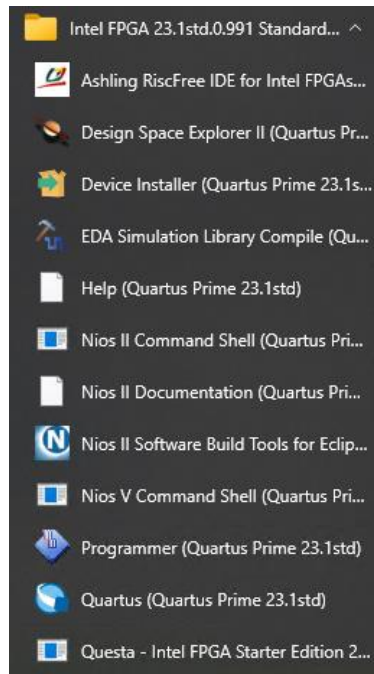 Intel FPGA 23.1std.0.991 Standard...
Ashling RiscFree IDE for Intel FPGAs...
Design Space Explorer II (Quartus Pr...
Device Installer (Quartus Prime 23.1s...
EDA Simulation Library Compile (Qu...
Help (Quartus Prime 23.1std)
Nios II Command Shell (Quartus Pri...
Nios II Documentation (Quartus Pri...
Nios II Software Build Tools for Eclip...
Nios V Command Shell (Quartus Pri...
Programmer (Quartus Prime 23.1std)
Quartus (Quartus Prime 23.1std)
Questa - Intel FPGA Starter Edition 2...